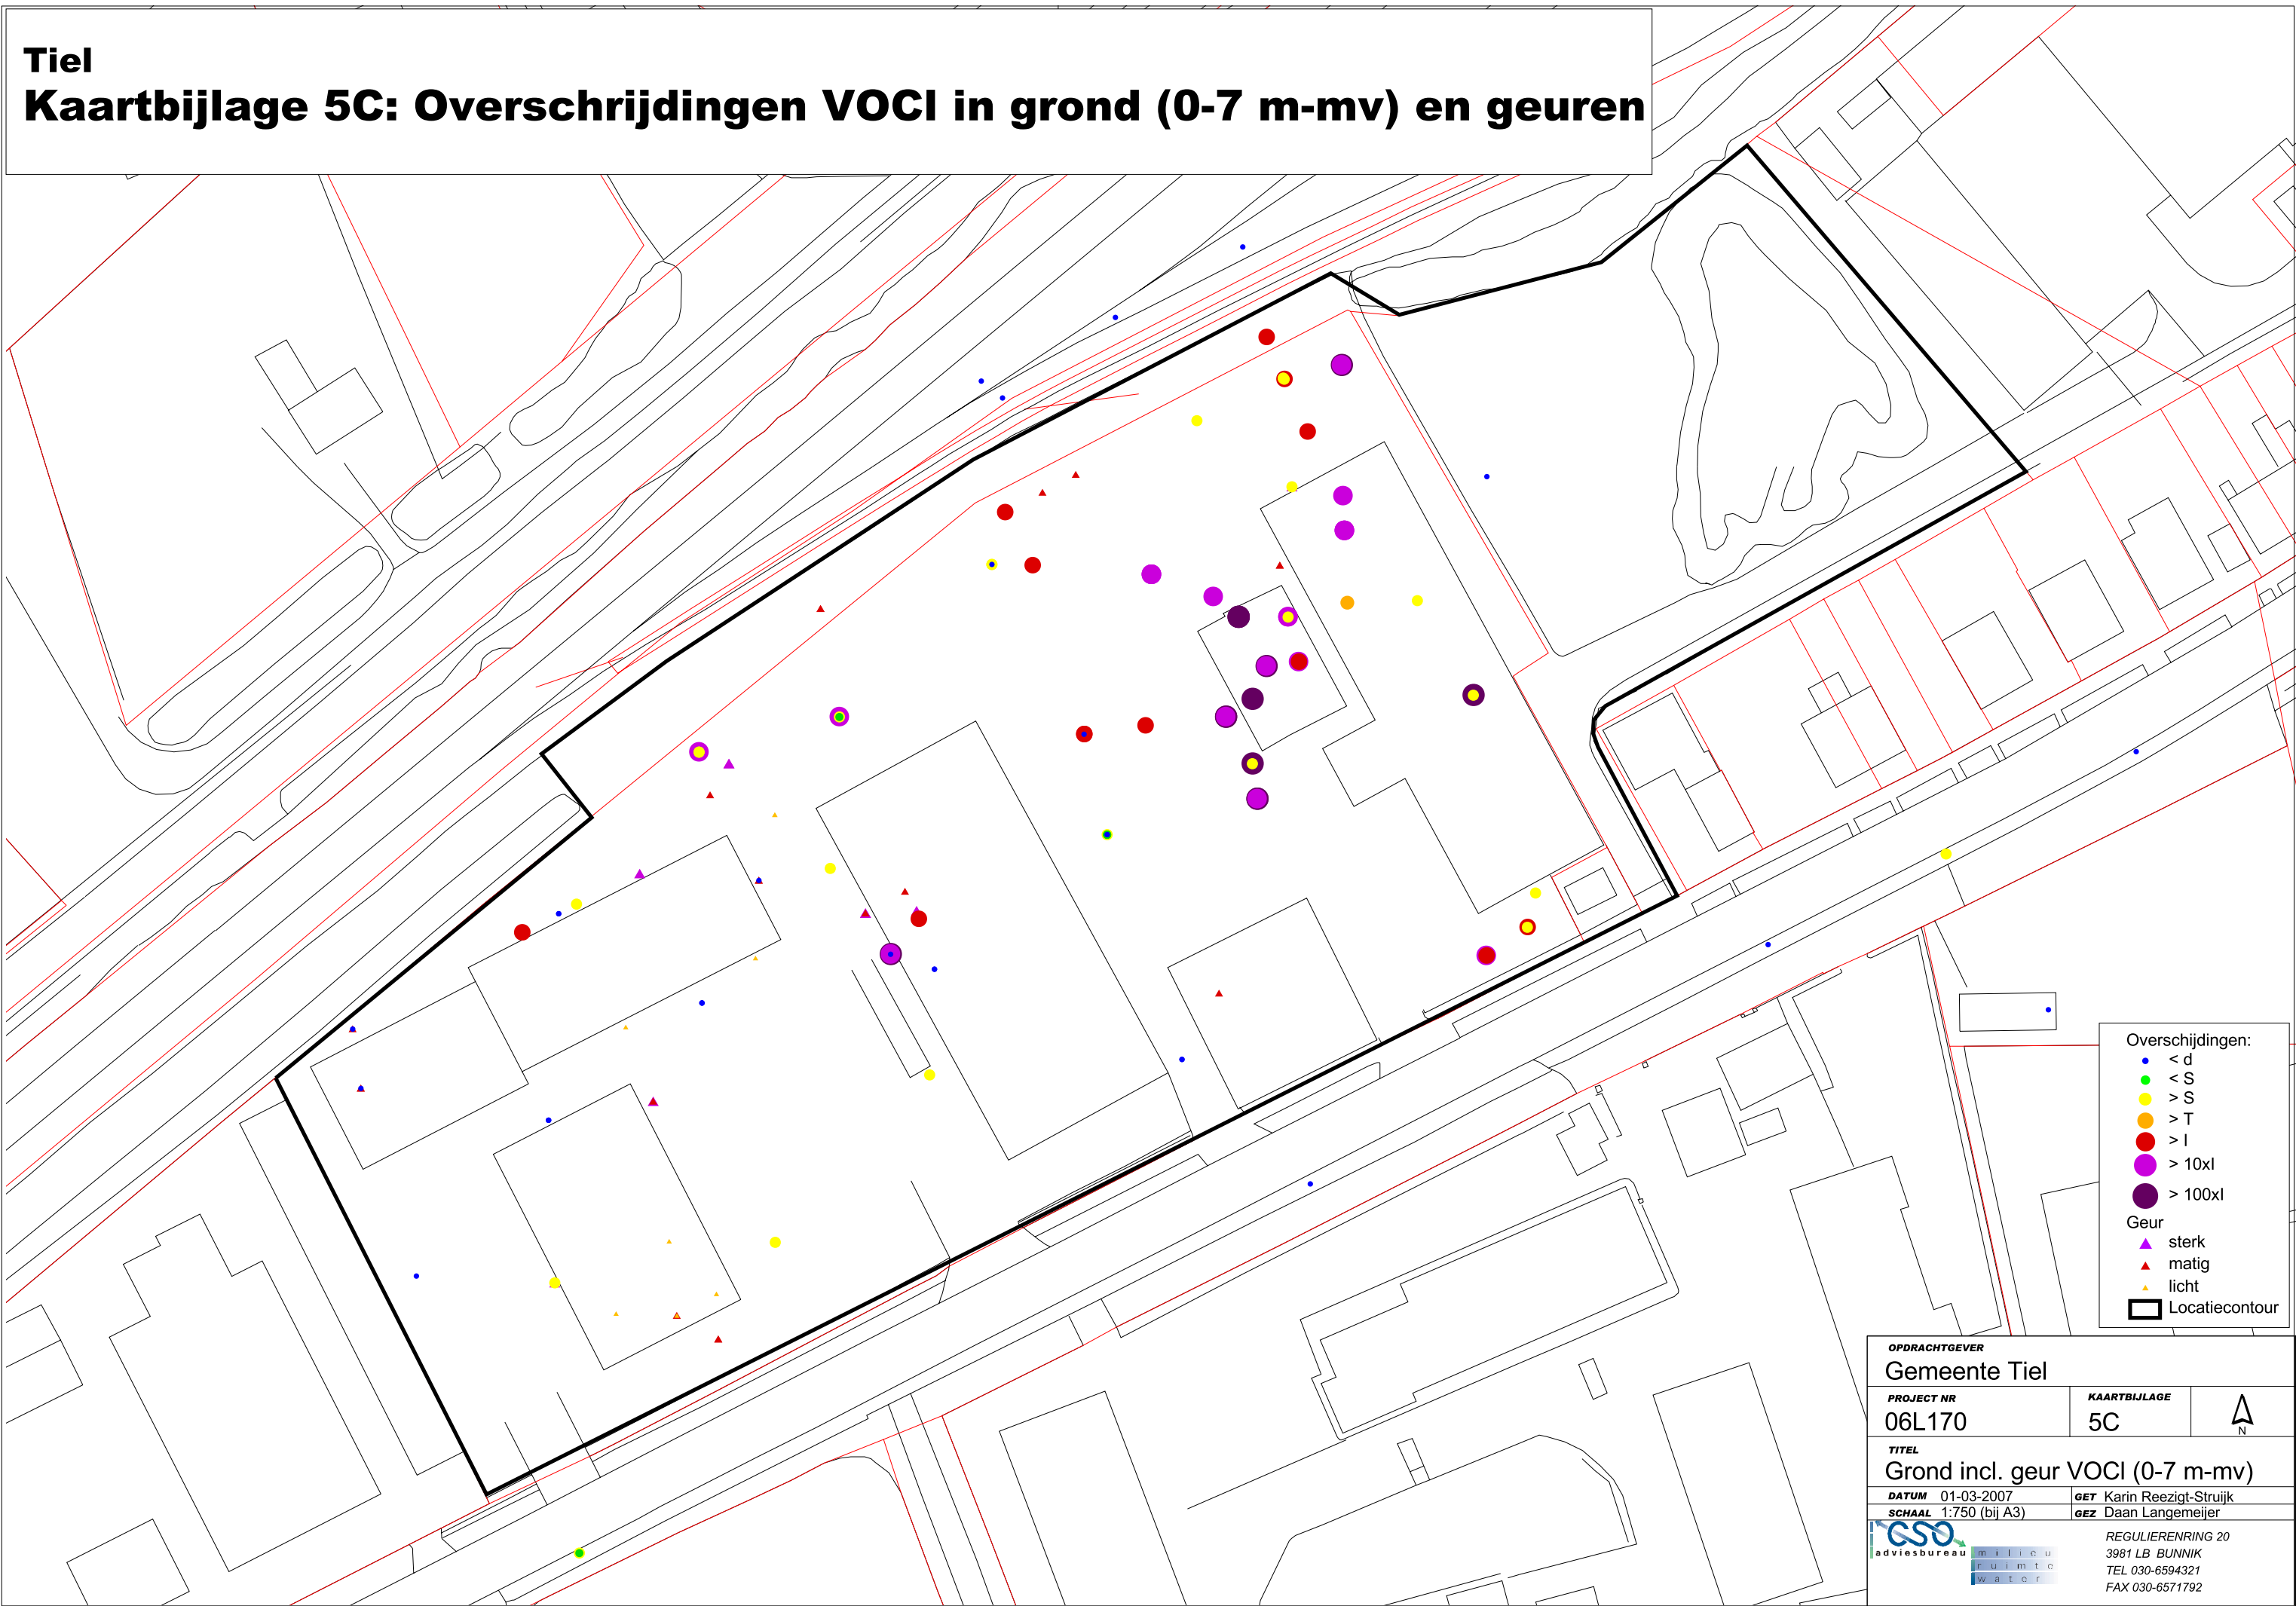 Tiel
Kaartbijlage 5C: Overschrijdingen VOCl in grond (0-7 m-mv) en geuren
Overschijdingen:
< d
< S
> S
> T
> I
> 10xI
> 100xI
Geur
sterk
matig
licht
Locatiecontour
OPDRACHTGEVER
Gemeente Tiel
PROJECT NR
06L170
KAARTBIJLAGE
5C
N
TITEL
Grond incl. geur VOCl (0-7 m-mv)
DATUM 01-03-2007
GET Karin Reezigt-Struijk
SCHAAL 1:750 (bij A3)
GEZ Daan Langemeijer
CSO
adviesbureau
milieu
ruimte
water
REGULIERENRING 20
3981 LB BUNNIK
TEL 030-6594321
FAX 030-6571792